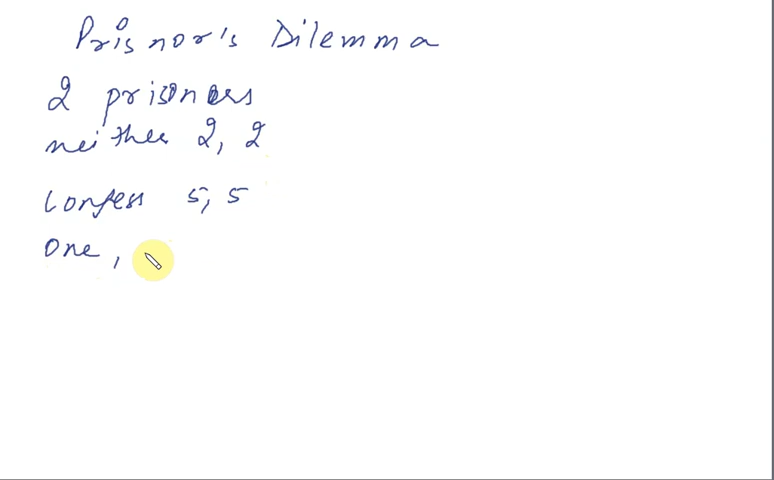 Prisnor's Dilemma
2 prisoners
neither 2, 2
Confess 5, 5
One ,